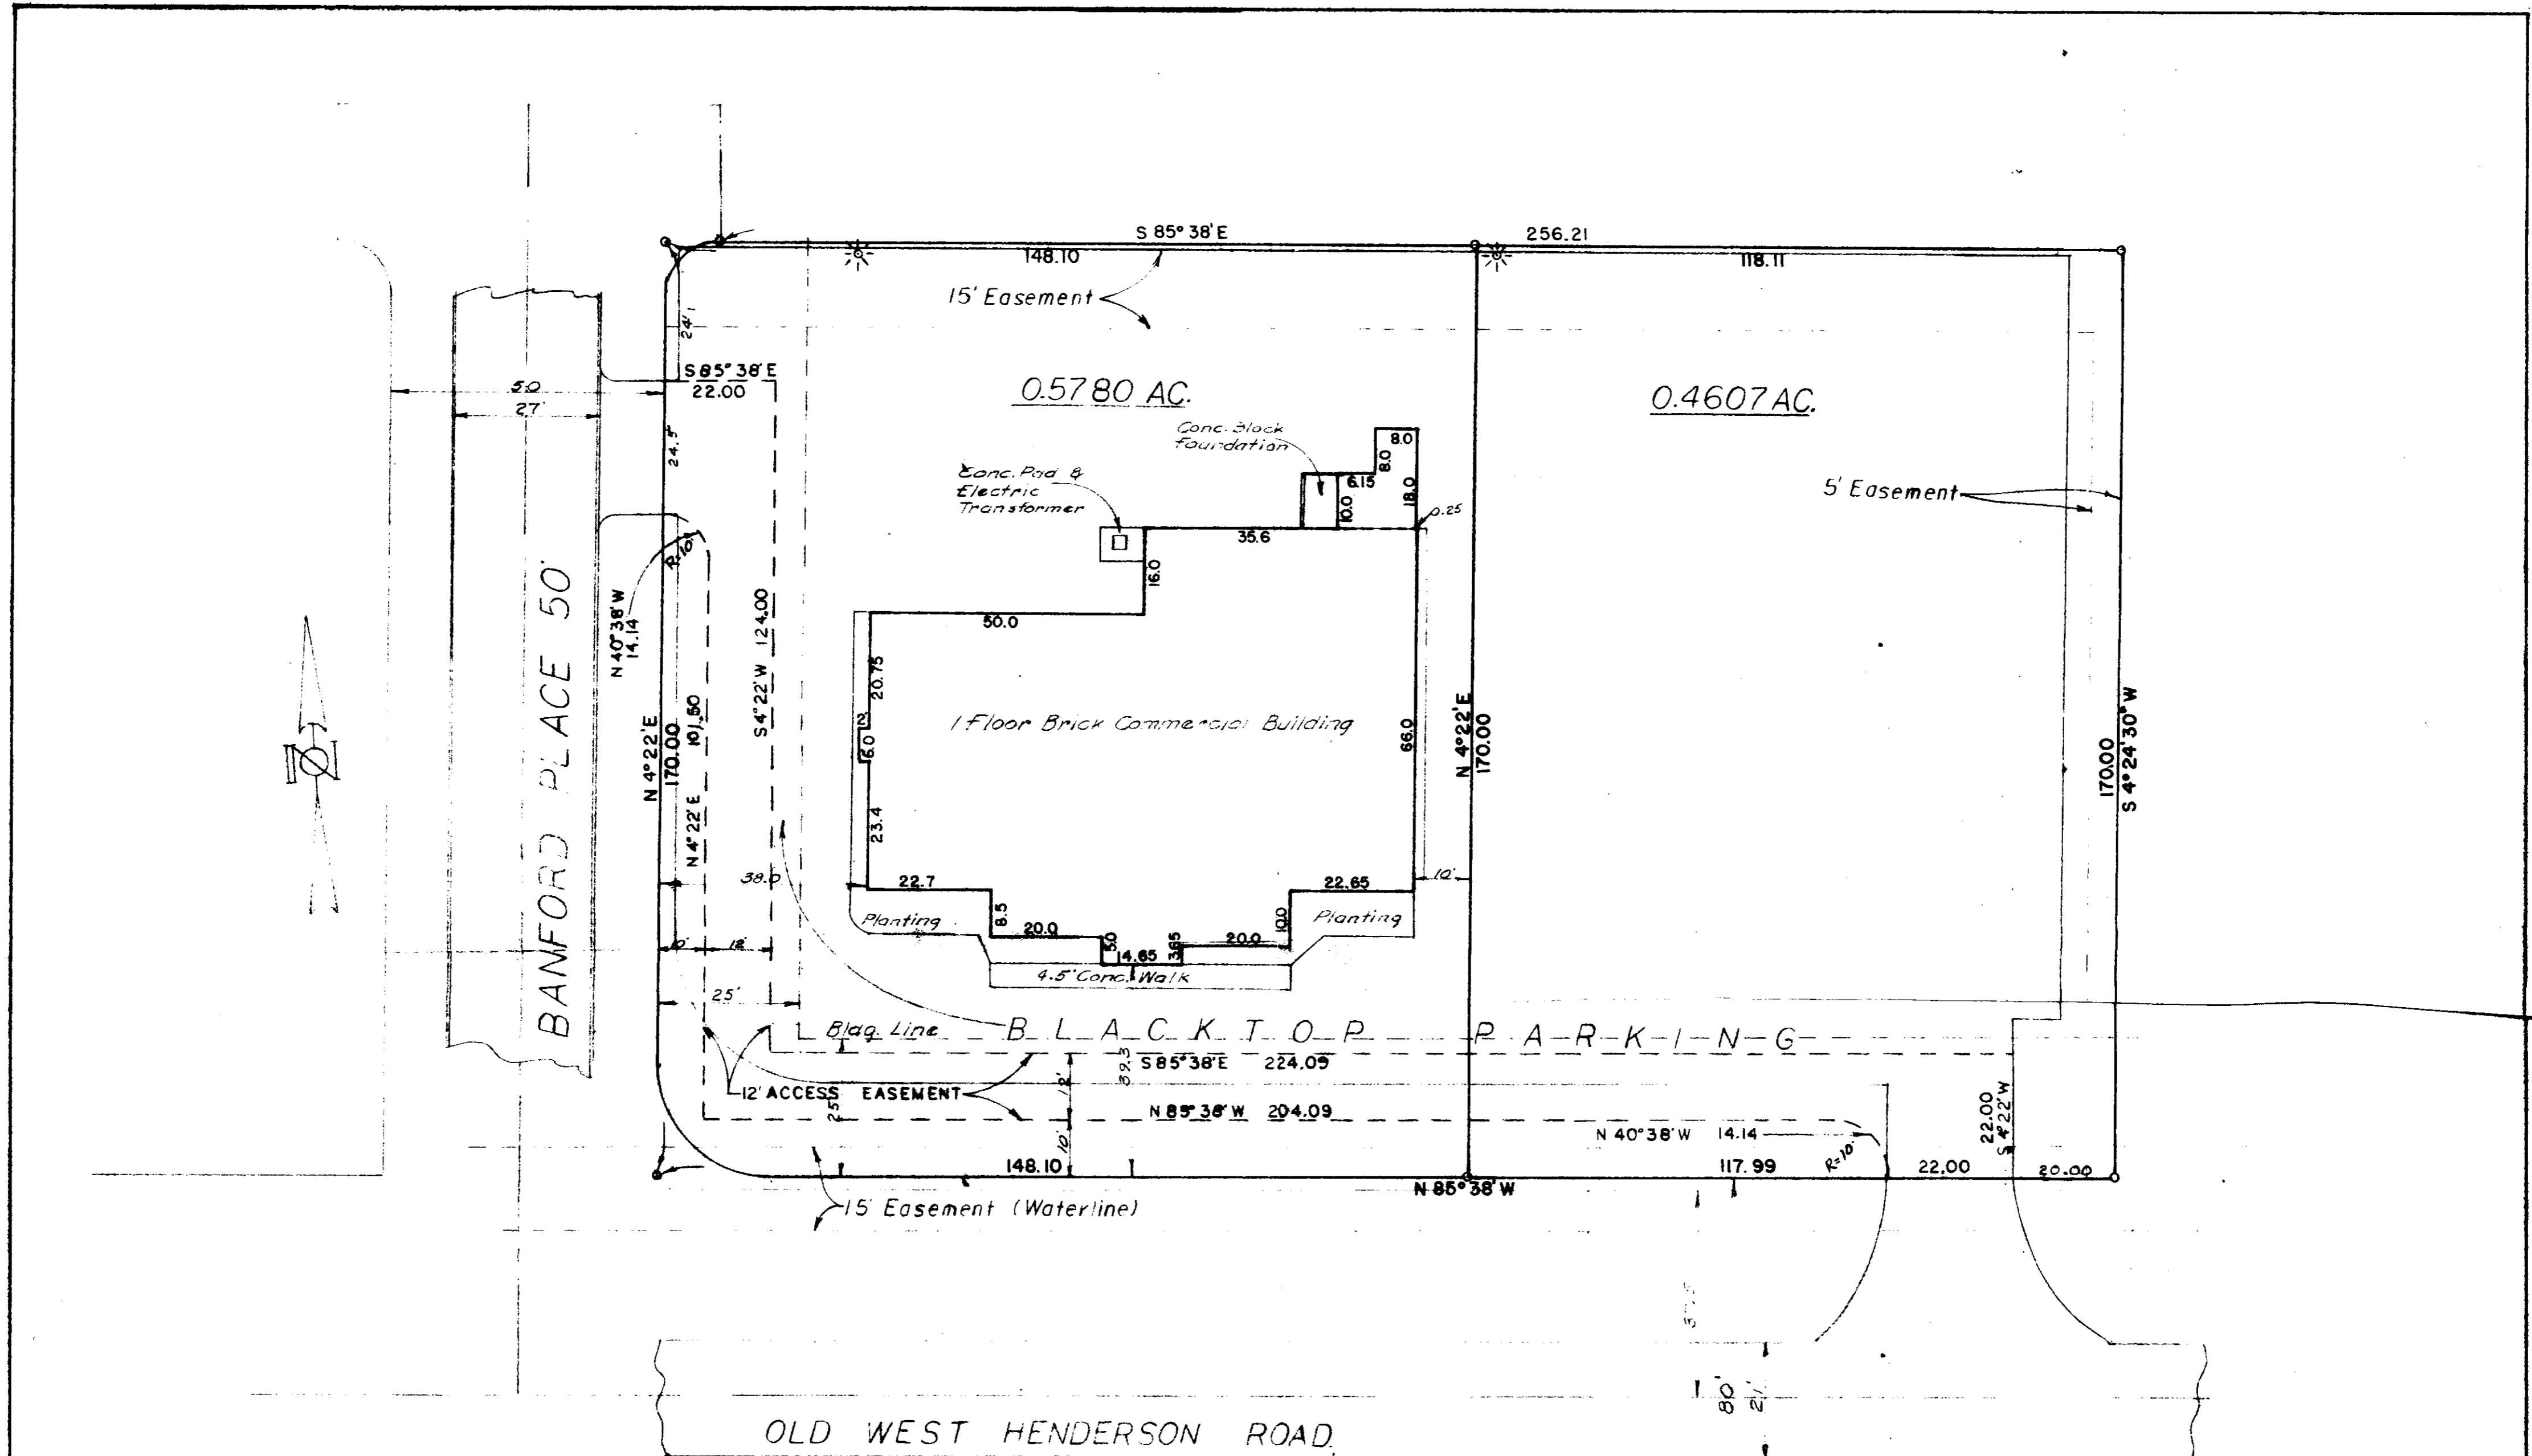 S 85° 38' E
256.21
148.10
118.11
15' Easement
24'
S 85° 38' E
22.00
50
27'
0.5780 AC.
0.4607 AC.
24.5'
Conc. Block
Foundation
8.0
8.0
6.15
18.0
10.0
Conc. Pad &
Electric
Transformer
5' Easement
0.25
35.6
16.0
R=10'
N 40° 38' W
14.14
BANFORD PLACE 50'
S 4° 22' W 124.00
50.0
20.75
1 Floor Brick Commercial Building
2
6.0
66.0
N 4° 22' E
170.00
N 4° 22' E 101.50
N 4° 22' E
170.00
170.00
S 4° 24' 30" W
23.4
38.0
22.7
22.65
10'
Planting
8.5
10.0
Planting
20.0
5.0
14.65
3.65
20.0
10'
12'
4.5' Conc. Walk
25'
Bldg. Line
BLACKTOP PARKING
39.3
S 85° 38' E 224.09
12' ACCESS EASEMENT
25'
12'
N 85° 38' W 204.09
10'
N 40° 38' W 14.14
R=10'
22.00
S 4° 22' W
148.10
117.99
22.00
20.00
N 85° 38' W
15' Easement (Waterline)
80'
21'
OLD WEST HENDERSON ROAD.